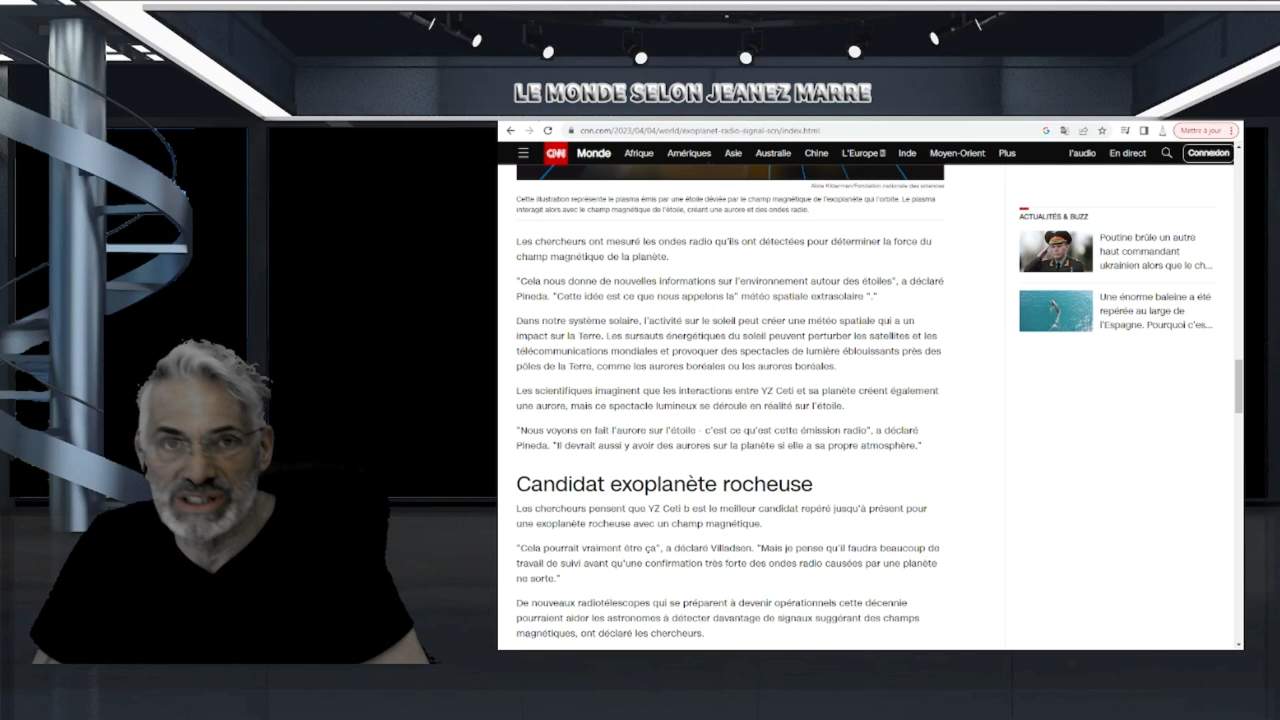 LE MONDE SELON JEANEZ MARRE
cnn.com/2023/04/04/world/exoplanet-radio-signal-scn/index.html
Mettre à jour
CNN Monde Afrique Amériques Asie Australie Chine L'Europe Inde Moyen-Orient Plus l'audio En direct Connexion
Fondation nationale des sciences
Cette illustration représente le plasma émis par une étoile déviée par le champ magnétique de l'exoplanète qui l'orbite. Le plasma
interagit alors avec le champ magnétique de l'étoile, créant une aurore et des ondes radio.
Les chercheurs ont mesuré les ondes radio qu'ils ont détectées pour déterminer la force du
champ magnétique de la planète.
"Cela nous donne de nouvelles informations sur l'environnement autour des étoiles", a déclaré
Pineda. "Cette idée est ce que nous appelons la" météo spatiale extrasolaire "."
Dans notre système solaire, l'activité sur le soleil peut créer une météo spatiale qui a un
impact sur la Terre. Les sursauts énergétiques du soleil peuvent perturber les satellites et les
télécommunications mondiales et provoquer des spectacles de lumière éblouissants près des
pôles de la Terre, comme les aurores boréales ou les aurores boréales.
Les scientifiques imaginent que les interactions entre YZ Ceti et sa planète créent également
une aurore, mais ce spectacle lumineux se déroule en réalité sur l'étoile.
"Nous voyons en fait l'aurore sur l'étoile - c'est ce qu'est cette émission radio", a déclaré
Pineda. "Il devrait aussi y avoir des aurores sur la planète si elle a sa propre atmosphère."
Candidat exoplanète rocheuse
Les chercheurs pensent que YZ Ceti b est le meilleur candidat repéré jusqu'à présent pour
une exoplanète rocheuse avec un champ magnétique.
"Cela pourrait vraiment être ça", a déclaré Villadsen. "Mais je pense qu'il faudra beaucoup de
travail de suivi avant qu'une confirmation très forte des ondes radio causées par une planète
ne sorte."
De nouveaux radiotélescopes qui se préparent à devenir opérationnels cette décennie
pourraient aider les astronomes à détecter davantage de signaux suggérant des champs
magnétiques, ont déclaré les chercheurs.
ACTUALITÉS & BUZZ
Poutine brûle un autre
haut commandant
ukrainien alors que le ch...
Une énorme baleine a été
repérée au large de
l'Espagne. Pourquoi c'es...